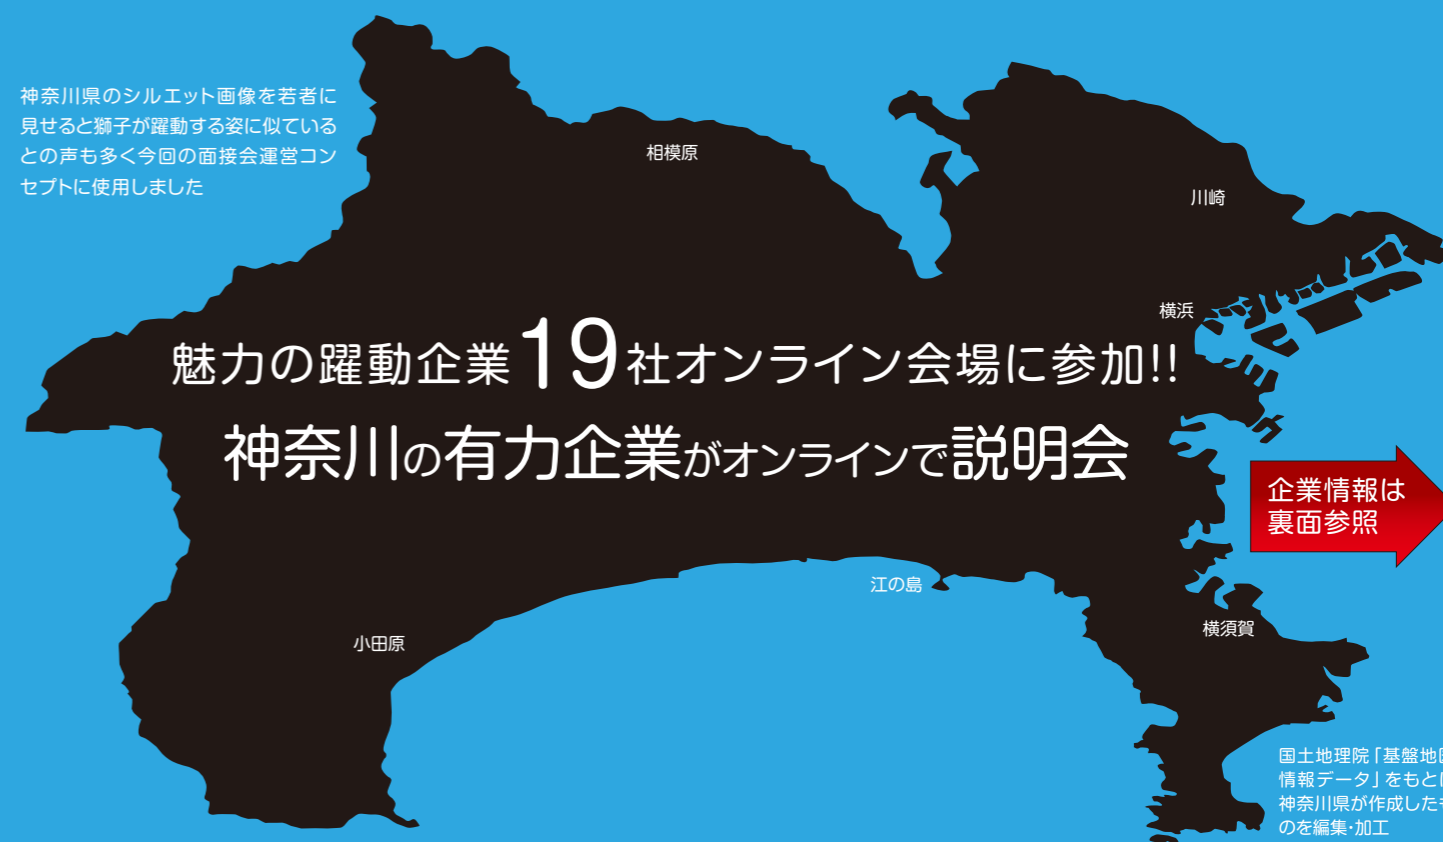 神奈川県のシルエット画像を若者に
見せると獅子が躍動する姿に似ている
との声も多く今回の面接会運営コン
セプトに使用しました
相模原
川崎
横浜
魅力の躍動企業19社オンライン会場に参加!!
神奈川の有力企業がオンラインで説明会
企業情報は
裏面参照
江の島
小田原
横須賀
国土地理院「基盤地図
情報データ」をもとに
神奈川県が作成したも
のを編集・加工